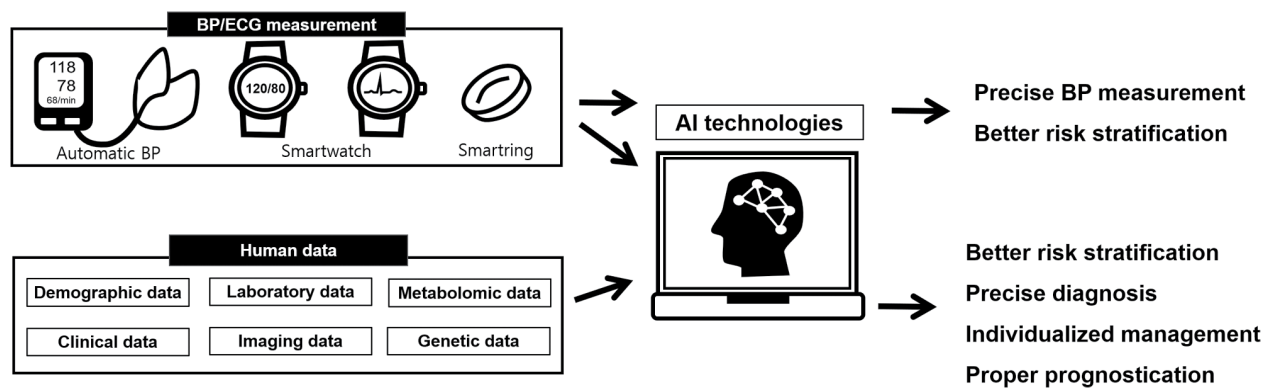 BP/ECG measurement
118
78
68/min
120/80
Automatic BP
Smartwatch
Smartring
Human data
Demographic data
Laboratory data
Metabolomic data
Clinical data
Imaging data
Genetic data
AI technologies
Precise BP measurement
Better risk stratification
Better risk stratification
Precise diagnosis
Individualized management
Proper prognostication